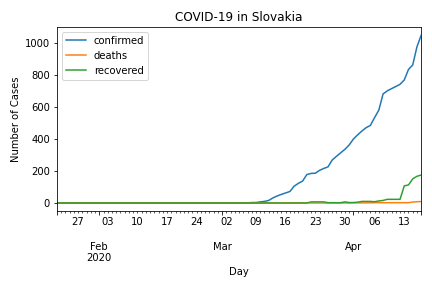 COVID-19 in Slovakia
confirmed
deaths
recovered
Number of Cases
1000
800
600
400
200
0
27 03 10 17 24 02 09 16 23 30 06 13
Feb Mar Apr
2020
Day